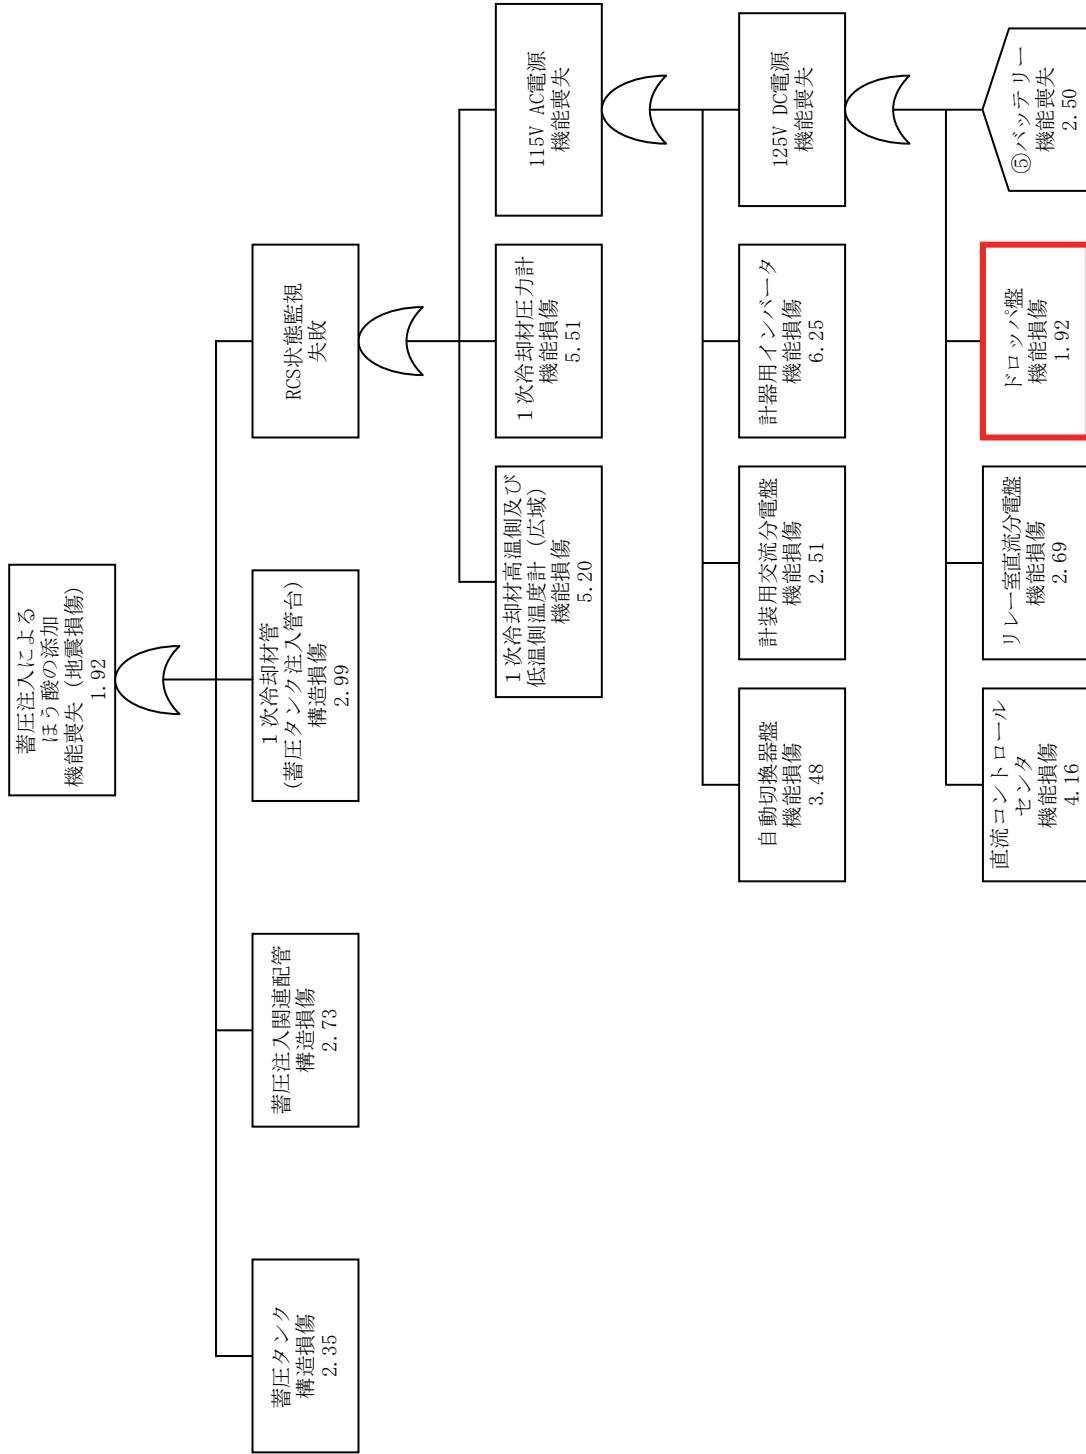 蓄圧注入による
ほう酸の添加
機能喪失（地震損傷）
1.92
蓄圧タンク
構造損傷
2.35
蓄圧注入関連配管
構造損傷
2.73
１次冷却材管
(蓄圧タンク注入管台)
構造損傷
2.99
RCS状態監視
失敗
１次冷却材高温側及び
低温側温度計（広域）
機能損傷
5.20
１次冷却材圧力計
機能損傷
5.51
115V AC電源
機能喪失
自動切換器盤
機能損傷
3.48
計装用交流分電盤
機能損傷
2.51
計器用インバータ
機能損傷
6.25
125V DC電源
機能喪失
直流コントロール
センタ
機能損傷
4.16
リレー室直流分電盤
機能損傷
2.69
ドロッパ盤
機能損傷
1.92
⑤バッテリー
機能喪失
2.50